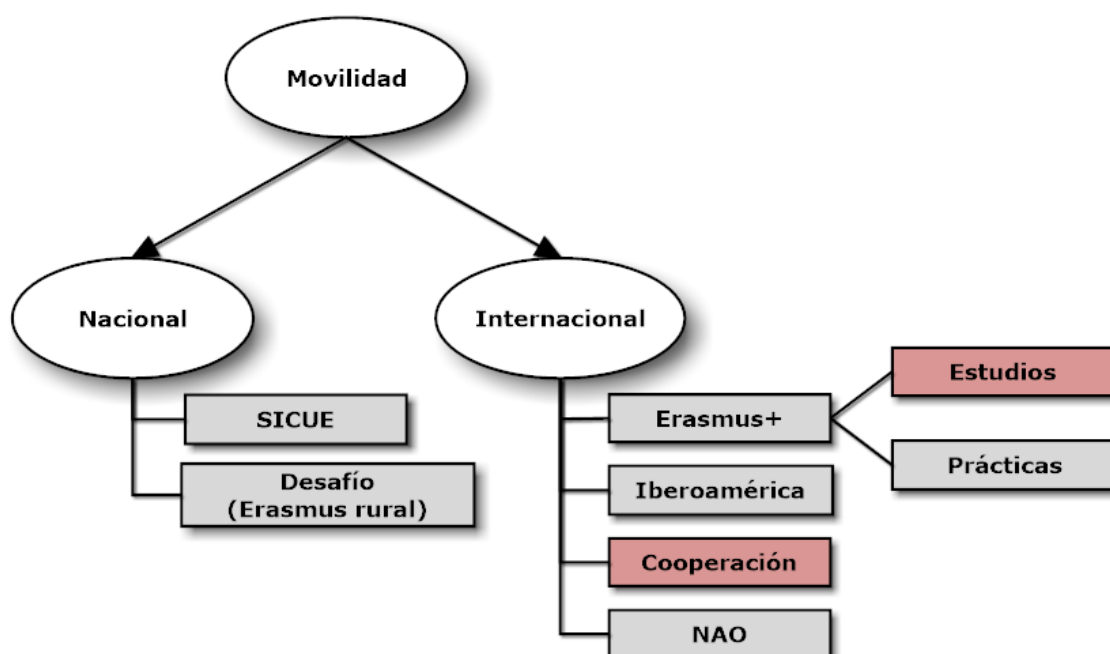 Movilidad
Nacional
Internacional
SICUE
Desafío
(Erasmus rural)
Erasmus+
Iberoamérica
Cooperación
NAO
Estudios
Prácticas